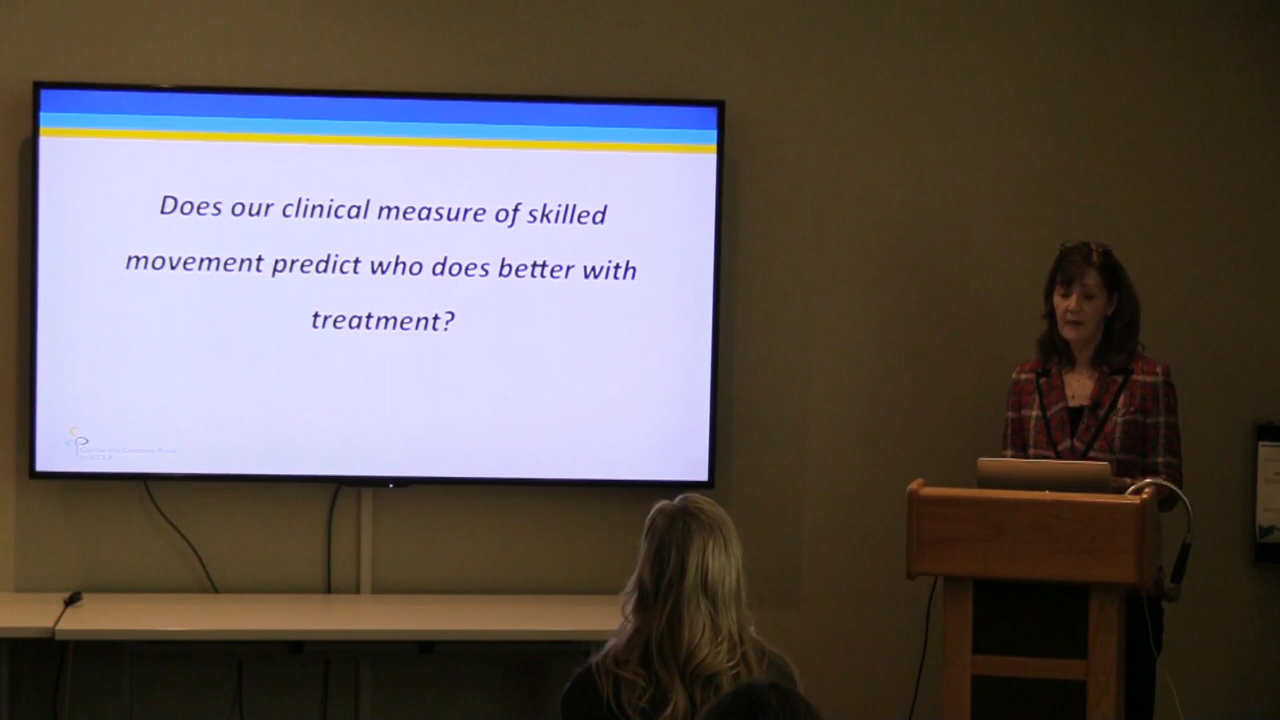 Does our clinical measure of skilled
movement predict who does better with
treatment?